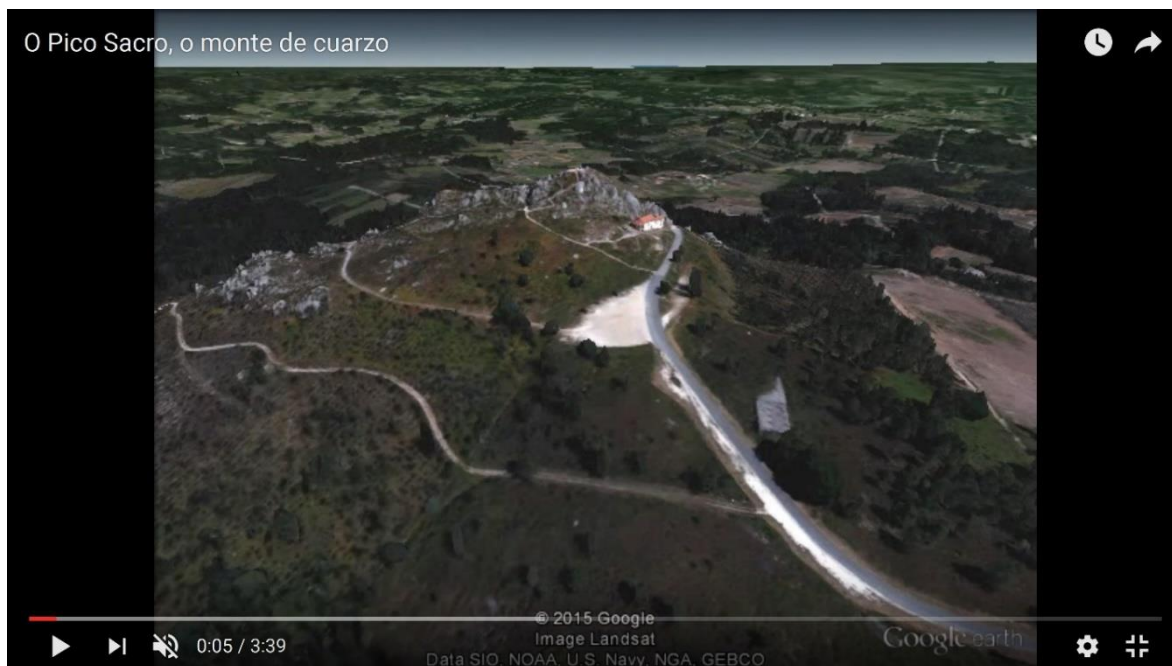 O Pico Sacro, o monte de cuarzo
© 2015 Google
Image Landsat
Data SIO, NOAA, U.S. Navy, NGA, GEBCO
Google earth
0:05 / 3:39